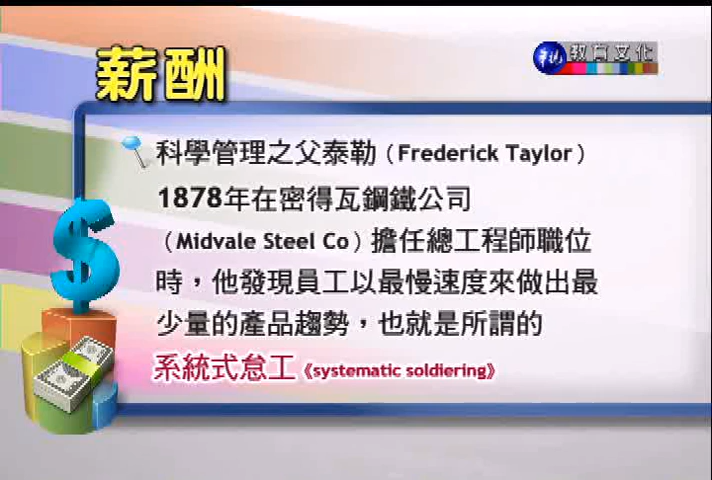 薪酬
教育文化
科學管理之父泰勒（Frederick Taylor）
1878年在密得瓦鋼鐵公司
（Midvale Steel Co）擔任總工程師職位
時，他發現員工以最慢速度來做出最
少量的產品趨勢，也就是所謂的
系統式怠工《systematic soldiering》